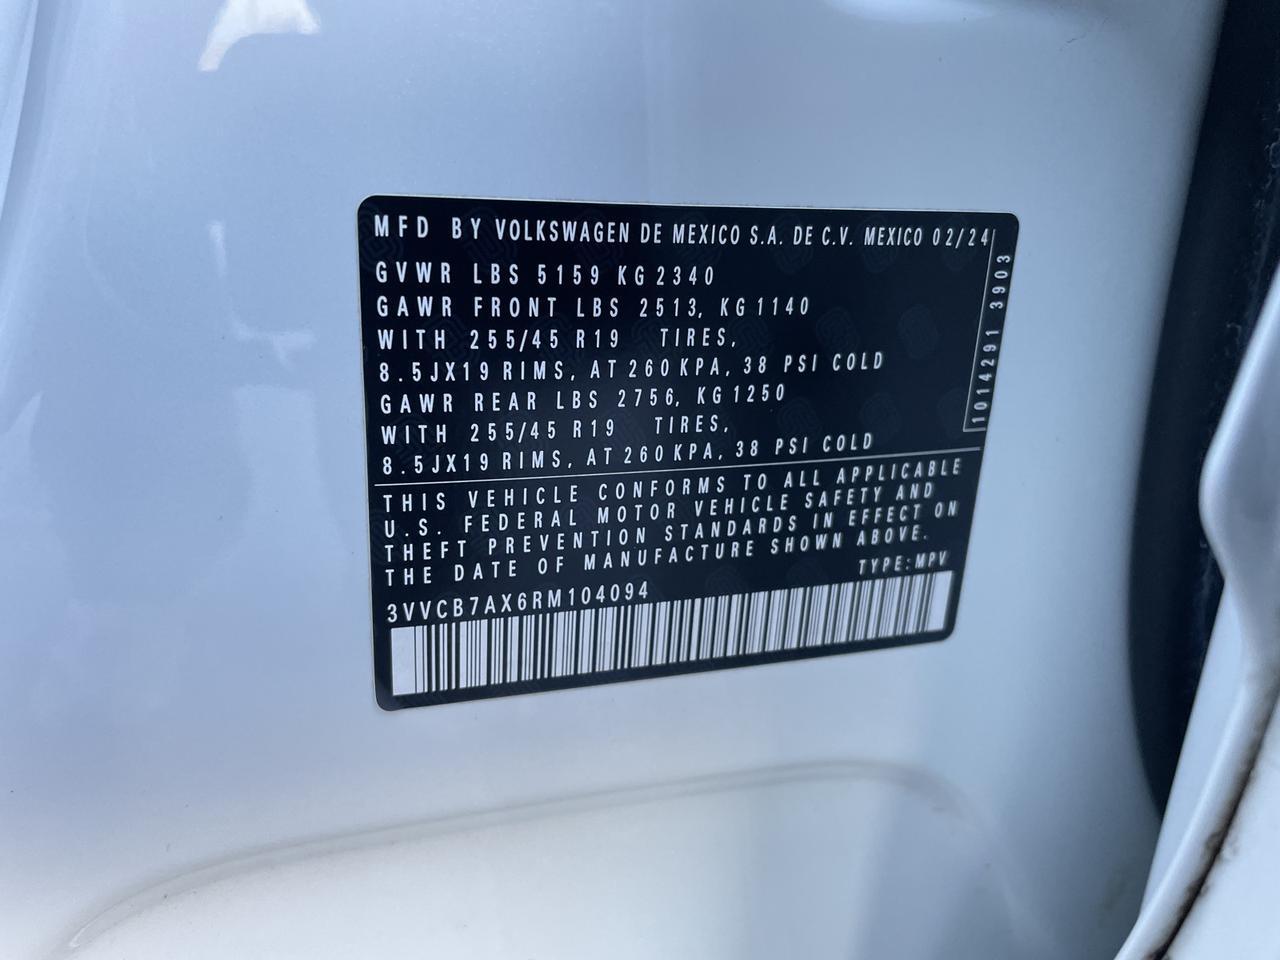 MFD BY VOLKSWAGEN DE MEXICO S.A. DE C.V. MEXICO 02/24
GVWR LBS 5159 KG 2340
GAWR FRONT LBS 2513, KG 1140
WITH 255/45 R19 TIRES,
8.5JX19 RIMS, AT 260 KPA, 38 PSI COLD
GAWR REAR LBS 2756, KG 1250
WITH 255/45 R19 TIRES,
8.5JX19 RIMS, AT 260 KPA, 38 PSI COLD
1014291 3903
THIS VEHICLE CONFORMS TO ALL APPLICABLE
U.S. FEDERAL MOTOR VEHICLE SAFETY AND
THEFT PREVENTION STANDARDS IN EFFECT ON
THE DATE OF MANUFACTURE SHOWN ABOVE.
TYPE:MPV
3VVCB7AX6RM104094